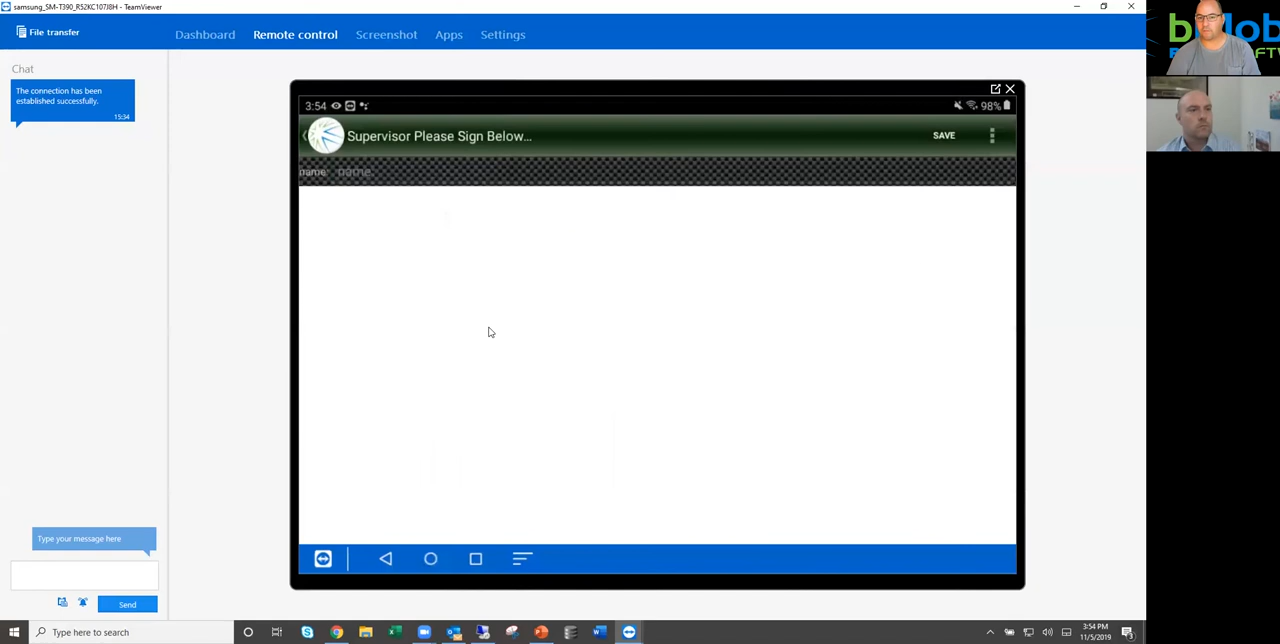 samsung_SM-T390_R52KC107J8H - TeamViewer
File transfer
Dashboard
Remote control
Screenshot
Apps
Settings
Chat
The connection has been
established successfully.
15:34
3:54
98%
Supervisor Please Sign Below...
SAVE
name:
name:
Type your message here
Send
Type here to search
3:54 PM
11/5/2019